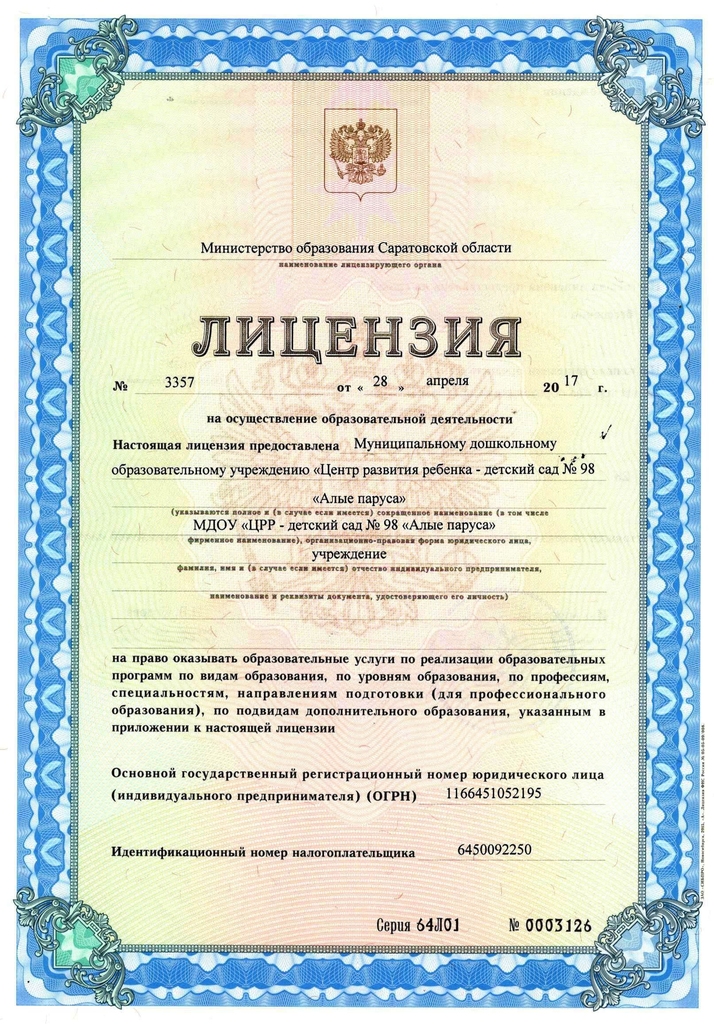 Министерство образования Саратовской области
наименование лицензирующего органа
ЛИЦЕНЗИЯ
№ 3357 от « 28 » апреля 20 17 г.
на осуществление образовательной деятельности
Настоящая лицензия предоставлена Муниципальному дошкольному
образовательному учреждению «Центр развития ребенка - детский сад № 98
«Алые паруса»
(указываются полное и (в случае если имеется) сокращенное наименование (в том числе
МДОУ «ЦРР - детский сад № 98 «Алые паруса»
фирменное наименование), организационно-правовая форма юридического лица,
учреждение
фамилия, имя и (в случае если имеется) отчество индивидуального предпринимателя,
наименование и реквизиты документа, удостоверяющего его личность)
на право оказывать образовательные услуги по реализации образовательных
программ по видам образования, по уровням образования, по профессиям,
специальностям, направлениям подготовки (для профессионального
образования), по подвидам дополнительного образования, указанным в
приложении к настоящей лицензии
Основной государственный регистрационный номер юридического лица
(индивидуального предпринимателя) (ОГРН) 1166451052195
Идентификационный номер налогоплательщика 6450092250
Серия 64Л01 № 0003126